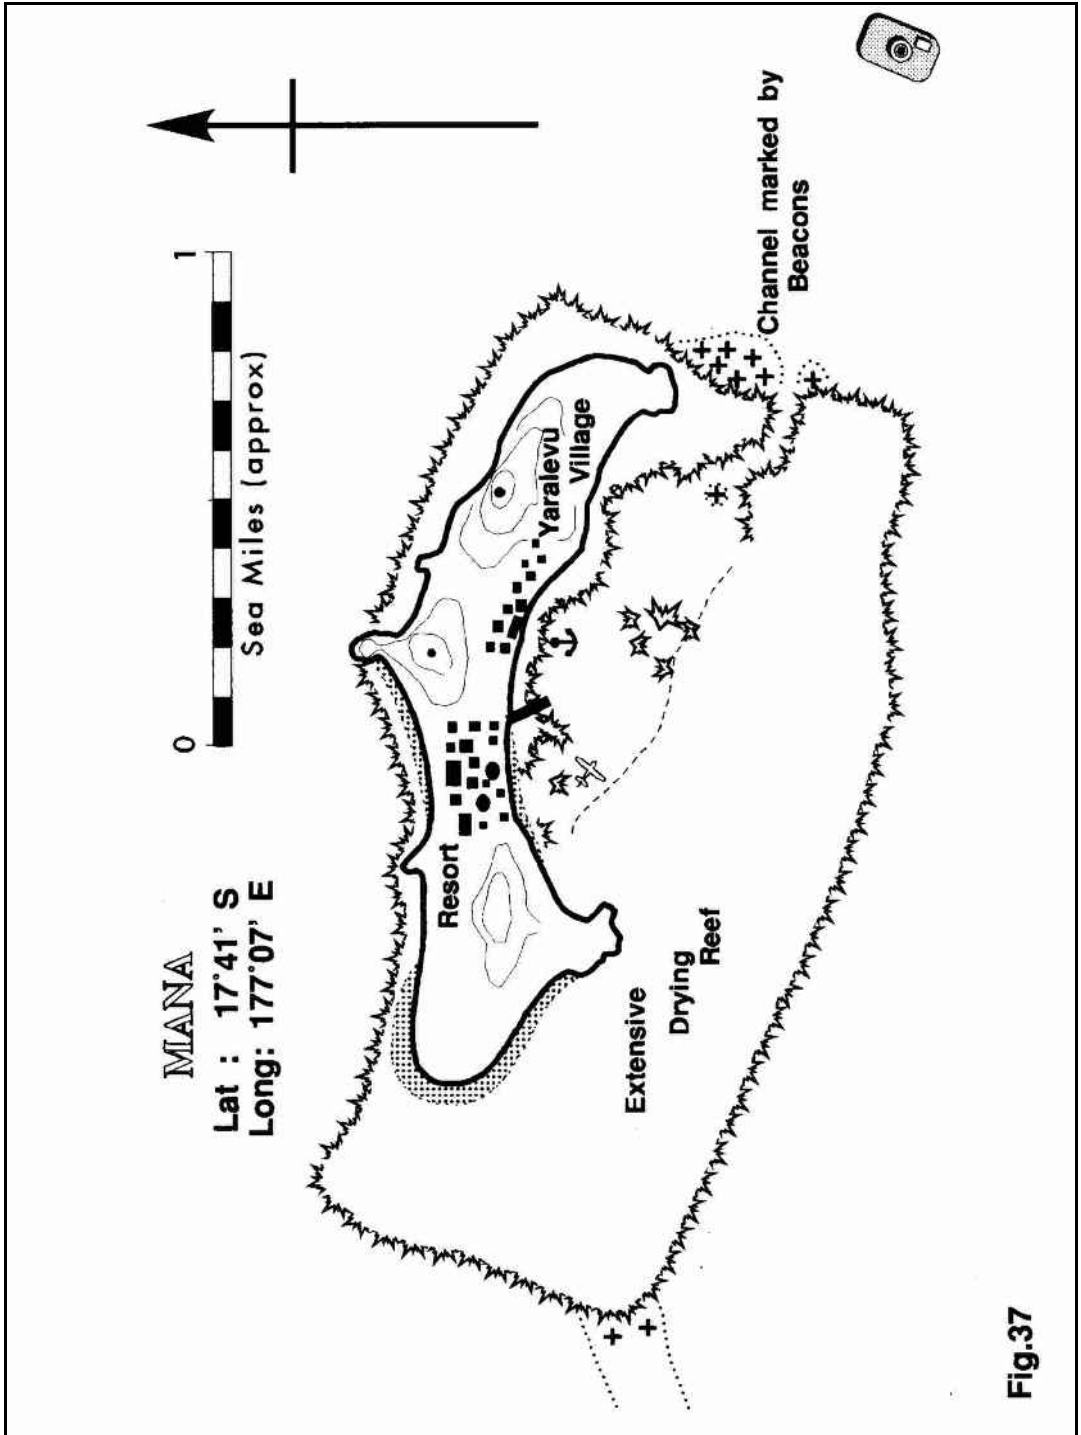 MANA
Lat : 17°41' S
Long: 177°07' E
0 1
Sea Miles (approx)
Resort
Yaralevu
Village
Extensive
Drying
Reef
Channel marked by
Beacons
Fig.37